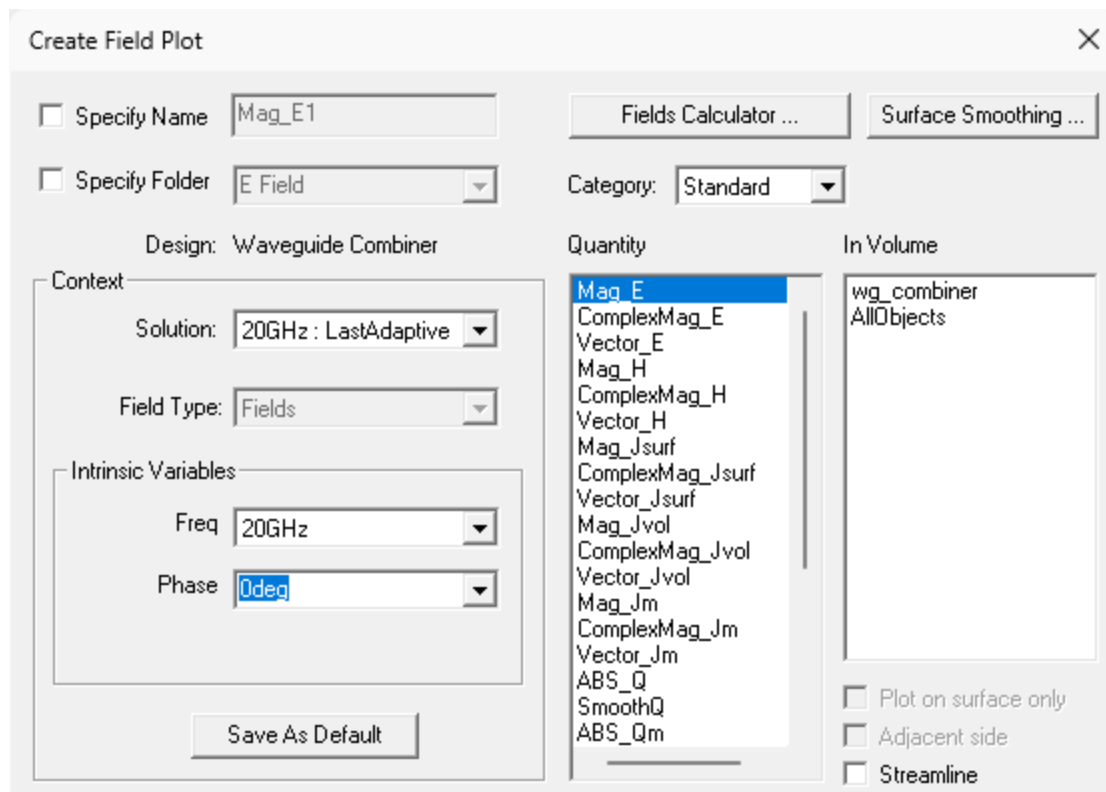 Create Field Plot
Specify Name
Mag_E1
Fields Calculator ...
Surface Smoothing ...
Specify Folder
E Field
Category:
Standard
Design:
Waveguide Combiner
Quantity
In Volume
Context
Solution:
20GHz : LastAdaptive
Field Type:
Fields
Intrinsic Variables
Freq
20GHz
Phase
0deg
Save As Default
Mag_E
ComplexMag_E
Vector_E
Mag_H
ComplexMag_H
Vector_H
Mag_Jsurf
ComplexMag_Jsurf
Vector_Jsurf
Mag_Jvol
ComplexMag_Jvol
Vector_Jvol
Mag_Jm
ComplexMag_Jm
Vector_Jm
ABS_Q
SmoothQ
ABS_Qm
wg_combiner
AllObjects
Plot on surface only
Adjacent side
Streamline